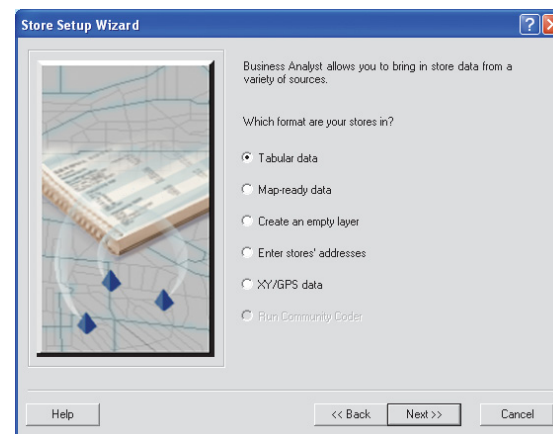 Store Setup Wizard
Business Analyst allows you to bring in store data from a
variety of sources.
Which format are your stores in?
Tabular data
Map-ready data
Create an empty layer
Enter stores' addresses
XY/GPS data
Run Community Coder
Help
<< Back
Next >>
Cancel